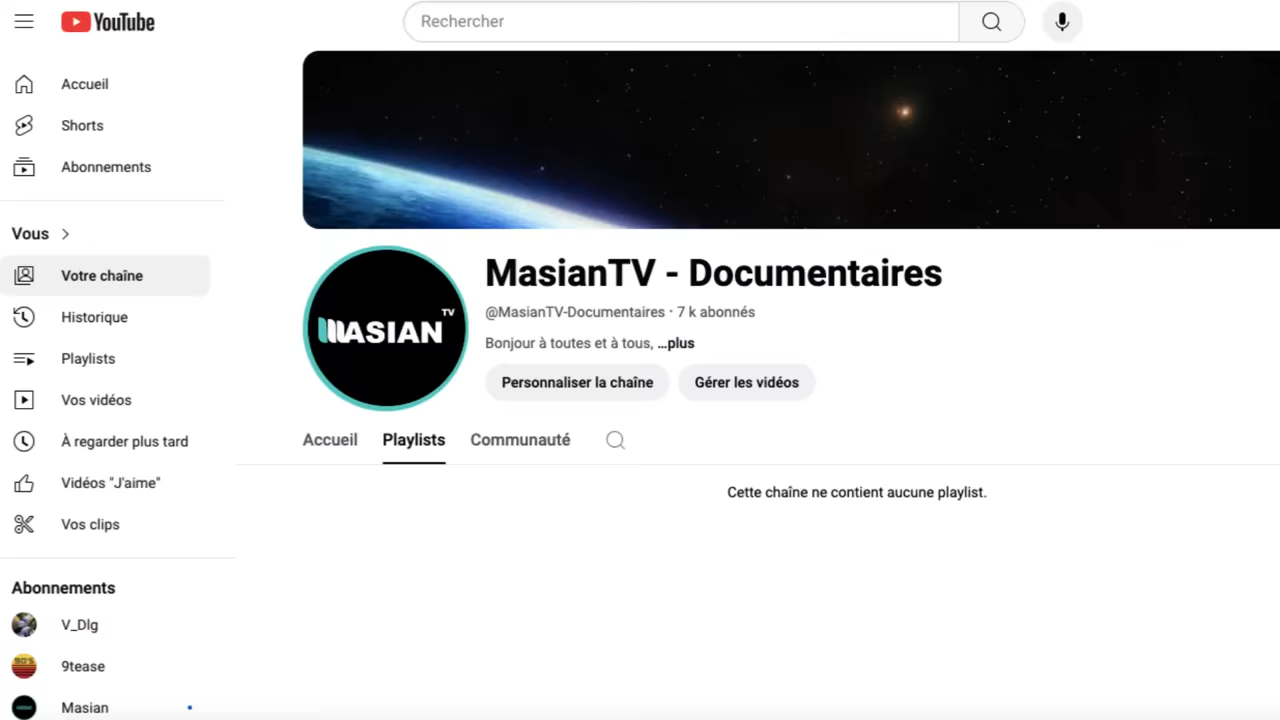 YouTube
Rechercher
Accueil
Shorts
Abonnements
Vous
Votre chaîne
Historique
Playlists
Vos vidéos
À regarder plus tard
Vidéos "J'aime"
Vos clips
Abonnements
V_Dlg
9tease
Masian
MASIAN TV
MasianTV - Documentaires
@MasianTV-Documentaires · 7 k abonnés
Bonjour à toutes et à tous, ...plus
Personnaliser la chaîne Gérer les vidéos
Accueil Playlists Communauté
Cette chaîne ne contient aucune playlist.